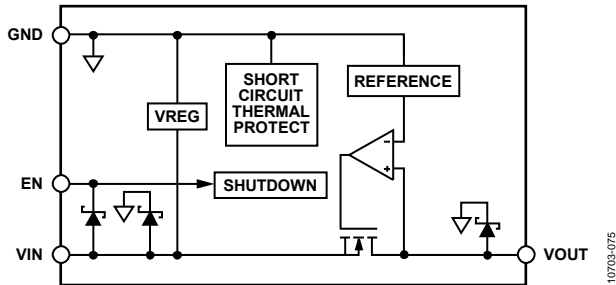 GND
SHORT
CIRCUIT
THERMAL
PROTECT
REFERENCE
VREG
-
+
EN
SHUTDOWN
VIN
VOUT
10703-075